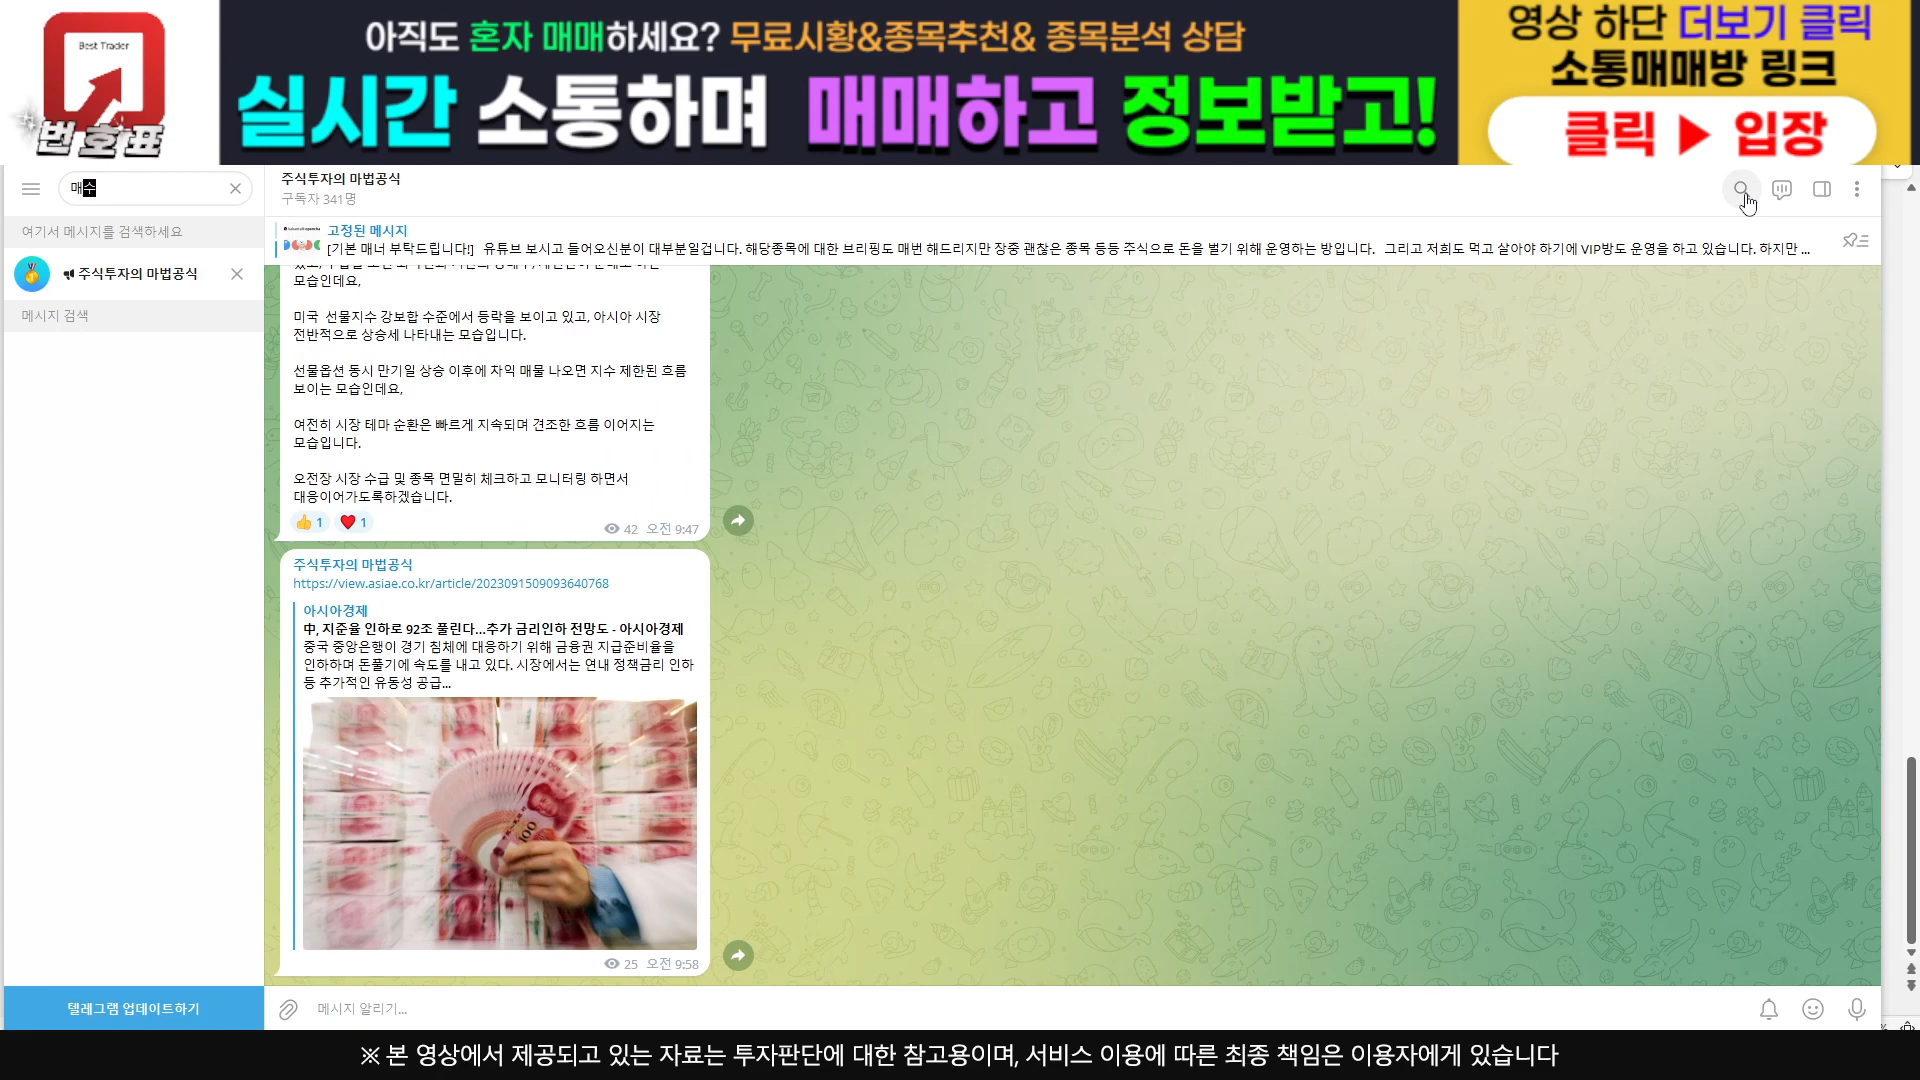 Best Trader
번호표
아직도 혼자 매매하세요? 무료시황&종목추천& 종목분석 상담
실시간 소통하며 매매하고 정보받고!
영상 하단 더보기 클릭
소통매매방 링크
클릭 ▶ 입장
매수
주식투자의 마법공식
구독자 341명
여기서 메시지를 검색하세요
고정된 메시지
[기본 매너 부탁드립니다!] 유튜브 보시고 들어오신분이 대부분일겁니다. 해당종목에 대한 브리핑도 매번 해드리지만 장중 괜찮은 종목 등등 주식으로 돈을 벌기 위해 운영하는 방입니다. 그리고 저희도 먹고 살아야 하기에 VIP방도 운영을 하고 있습니다. 하지만 ...
주식투자의 마법공식
메시지 검색
모습인데요,
미국 선물지수 강보합 수준에서 등락을 보이고 있고, 아시아 시장
전반적으로 상승세 나타내는 모습입니다.
선물옵션 동시 만기일 상승 이후에 차익 매물 나오면 지수 제한된 흐름
보이는 모습인데요,
여전히 시장 테마 순환은 빠르게 지속되며 견조한 흐름 이어지는
모습입니다.
오전장 시장 수급 및 종목 면밀히 체크하고 모니터링 하면서
대응이어가도록하겠습니다.
👍 1 ❤️ 1
42 오전 9:47
주식투자의 마법공식
https://view.asiae.co.kr/article/2023091509093640768
아시아경제
中, 지준율 인하로 92조 풀린다...추가 금리인하 전망도 - 아시아경제
중국 중앙은행이 경기 침체에 대응하기 위해 금융권 지급준비율을
인하하며 돈풀기에 속도를 내고 있다. 시장에서는 연내 정책금리 인하
등 추가적인 유동성 공급...
100
25 오전 9:58
텔레그램 업데이트하기
메시지 알리기...
※ 본 영상에서 제공되고 있는 자료는 투자판단에 대한 참고용이며, 서비스 이용에 따른 최종 책임은 이용자에게 있습니다